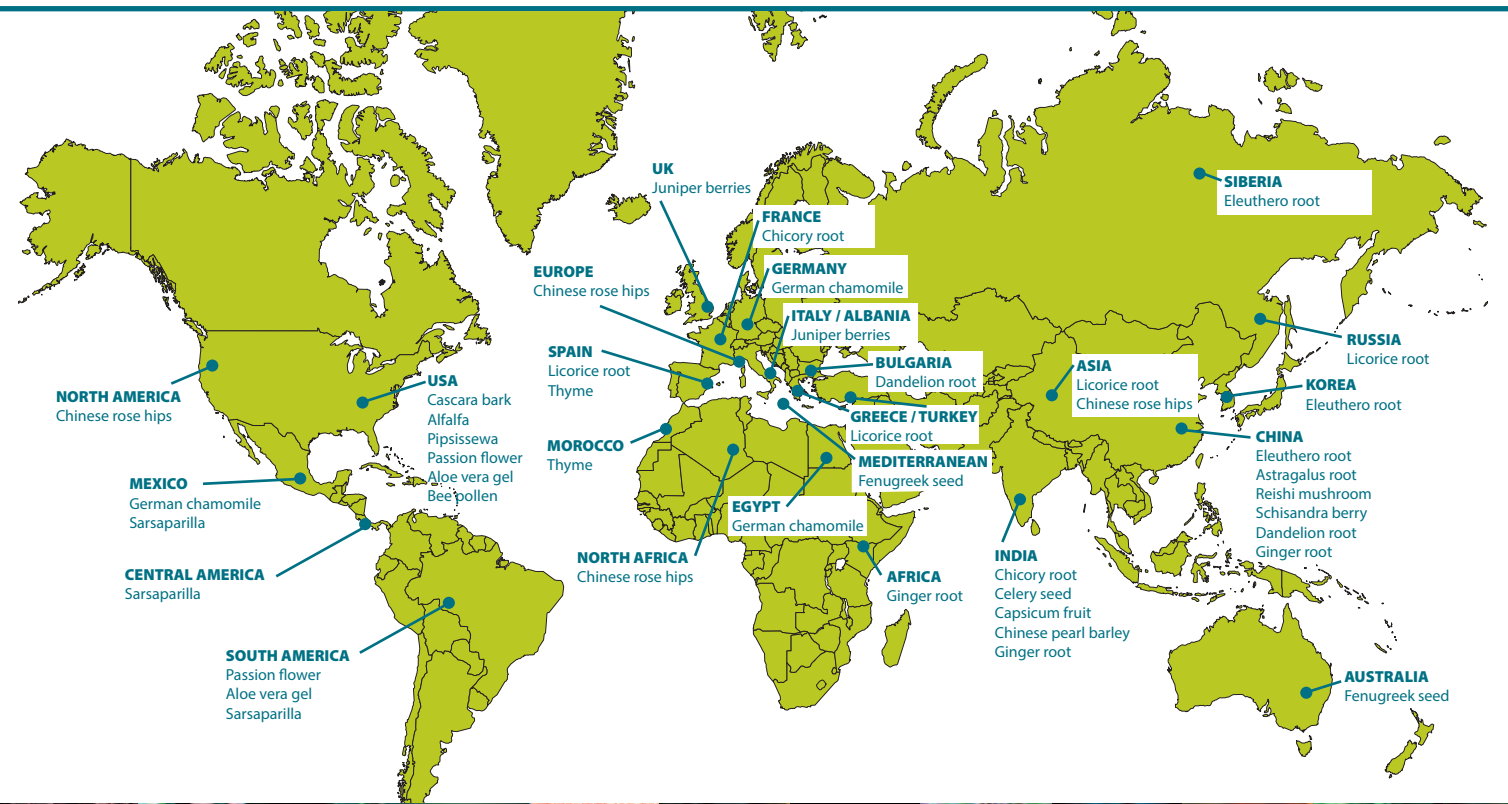 UK
Juniper berries
SIBERIA
Eleuthero root
FRANCE
Chicory root
EUROPE
Chinese rose hips
GERMANY
German chamomile
ITALY / ALBANIA
Juniper berries
RUSSIA
Licorice root
SPAIN
Licorice root
Thyme
BULGARIA
Dandelion root
ASIA
Licorice root
Chinese rose hips
KOREA
Eleuthero root
NORTH AMERICA
Chinese rose hips
USA
Cascara bark
Alfalfa
Pipsissewa
Passion flower
Aloe vera gel
Bee pollen
GREECE / TURKEY
Licorice root
MOROCCO
Thyme
MEDITERRANEAN
Fenugreek seed
CHINA
Eleuthero root
Astragalus root
Reishi mushroom
Schisandra berry
Dandelion root
Ginger root
MEXICO
German chamomile
Sarsaparilla
EGYPT
German chamomile
NORTH AFRICA
Chinese rose hips
INDIA
Chicory root
Celery seed
Capsicum fruit
Chinese pearl barley
Ginger root
CENTRAL AMERICA
Sarsaparilla
AFRICA
Ginger root
SOUTH AMERICA
Passion flower
Aloe vera gel
Sarsaparilla
AUSTRALIA
Fenugreek seed